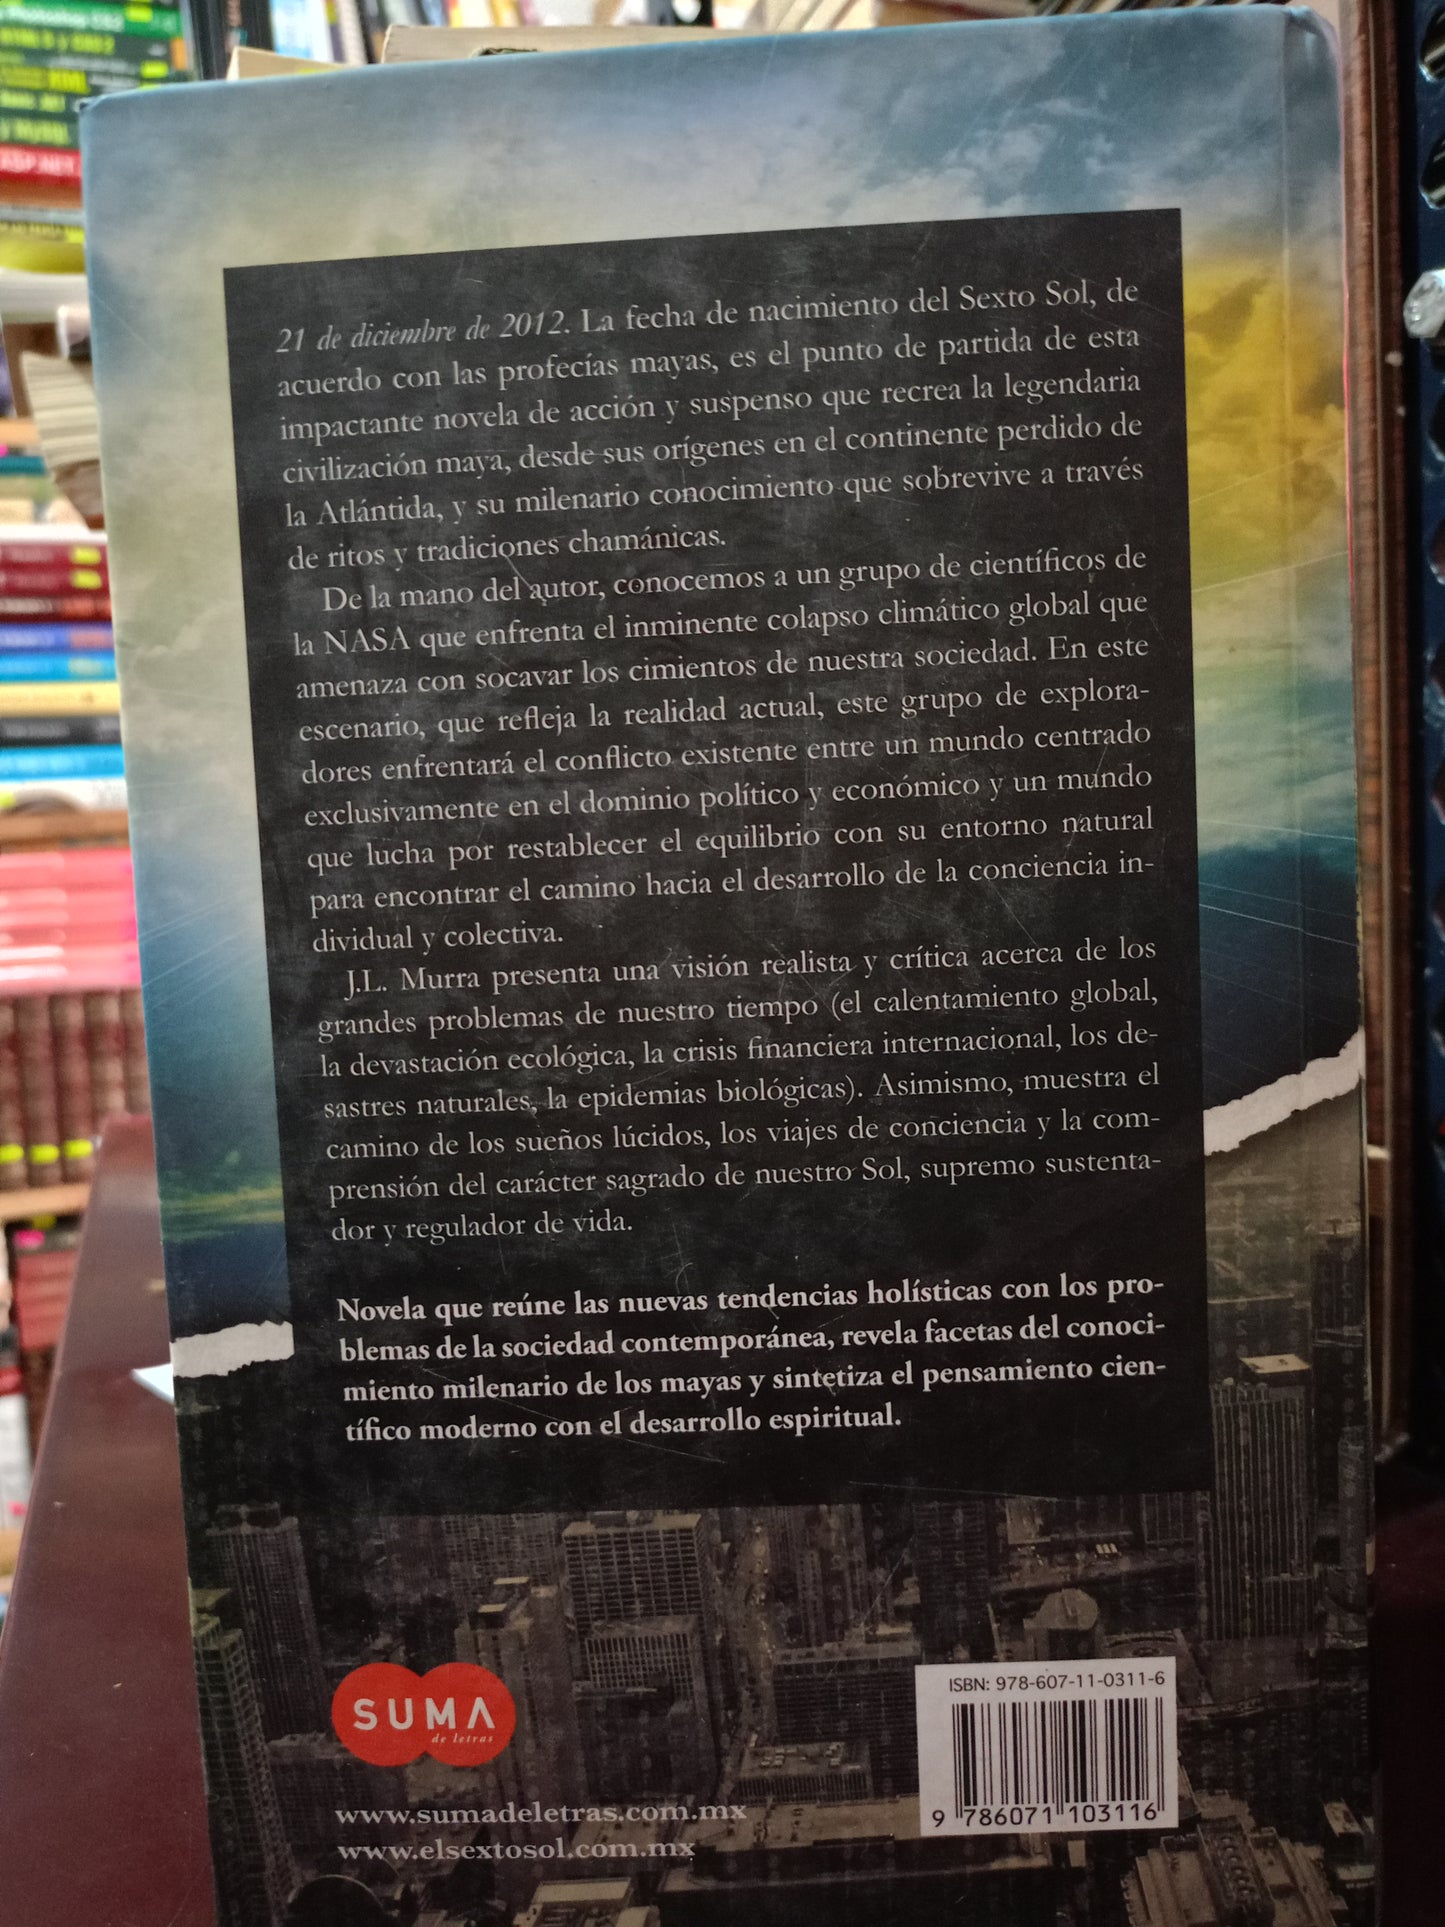 Photoshop CS2
XML
y MySQL
ASP.NET
21 de diciembre de 2012. La fecha de nacimiento del Sexto Sol, de
acuerdo con las profecías mayas, es el punto de partida de esta
impactante novela de acción y suspenso que recrea la legendaria
civilización maya, desde sus orígenes en el continente perdido de
la Atlántida, y su milenario conocimiento que sobrevive a través
de ritos y tradiciones chamánicas.
De la mano del autor, conocemos a un grupo de científicos de
la NASA que enfrenta el inminente colapso climático global que
amenaza con socavar los cimientos de nuestra sociedad. En este
escenario, que refleja la realidad actual, este grupo de explora-
dores enfrentará el conflicto existente entre un mundo centrado
exclusivamente en el dominio político y económico y un mundo
que lucha por restablecer el equilibrio con su entorno natural
para encontrar el camino hacia el desarrollo de la conciencia in-
dividual y colectiva.
J.L. Murra presenta una visión realista y crítica acerca de los
grandes problemas de nuestro tiempo (el calentamiento global,
la devastación ecológica, la crisis financiera internacional, los de-
sastres naturales, la epidemias biológicas). Asimismo, muestra el
camino de los sueños lúcidos, los viajes de conciencia y la com-
prensión del carácter sagrado de nuestro Sol, supremo sustenta-
dor y regulador de vida.
Novela que reúne las nuevas tendencias holísticas con los pro-
blemas de la sociedad contemporánea, revela facetas del conoci-
miento milenario de los mayas y sintetiza el pensamiento cien-
tífico moderno con el desarrollo espiritual.
SUMA
de letras
www.sumadeletras.com.mx
www.elsextosol.com.mx
ISBN: 978-607-11-0311-6
9 786071 103116